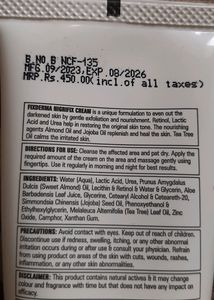 B NO.B NCF-135
MFG.09/2023,EXP.08/2026
MRP.Rs.450.00(incl.of all taxes)
FIXDERMA NIGRIFIX CREAM is a unique formulation to even out the
darkened skin by gentle exfoliation and nourishment. Retinol, Lactic
Acid and Urea help in restoring the original skin tone. The nourishing
agents Almond Oil and Jojoba Oil replenish and heal the skin. Tea Tree
Oil calms the irritation.
DIRECTIONS FOR USE: Cleanse the affected area and pat dry. Apply the
required amount of the cream on the area and massage gently using
fingertips. Use it regularly in morning and night for best results.
INGREDIENTS: Water (Aqua), Lactic Acid, Urea, Prunus Amygdalus
Dulcis (Sweet Almond) Oil, Lecithin & Retinol & Water & Glycerin, Aloe
Barbadensis Leaf Juice, Glycerin, Cetearyl Alcohol & Ceteareth-20,
Simmondsia Chinensis (Jojoba) Seed Oil, Phenoxyethanol &
Ethylhexylglycerin, Melaleuca Alternifolia (Tea Tree) Leaf Oil, Zinc
Oxide, Camphor, Xanthan Gum.
PRECAUTIONS: Avoid contact with eyes. Keep out of reach of children.
Discontinue use if redness, swelling, itching, or any other abnormal
irritation occurs during or after use & consult your physician. Refrain
from using product on areas of the skin with cuts, wounds, rashes,
inflammation, or any other skin abnormalities.
DISCLAIMER: This product contains natural actives & it may change
colour and fragrance with time but that does not have any impact on
efficacy.